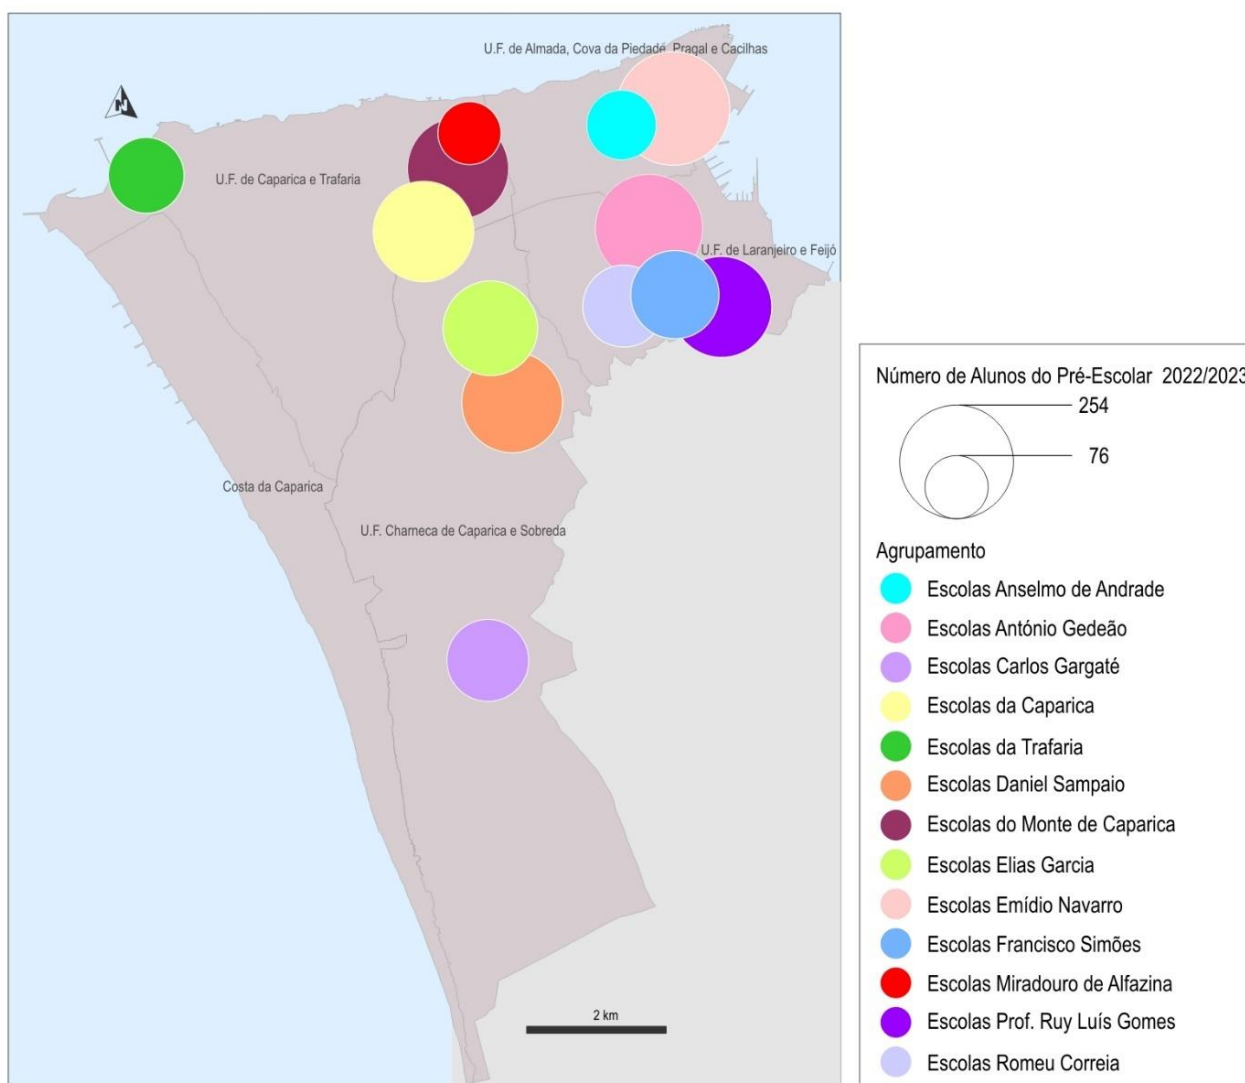 U.F. de Almada, Cova da Piedade, Pragal e Cacilhas
N
U.F. de Caparica e Trafaria
U.F. de Laranjeiro e Feijó
Costa da Caparica
U.F. Charneca de Caparica e Sobreda
2 km
Número de Alunos do Pré-Escolar 2022/2023
254
76
Agrupamento
Escolas Anselmo de Andrade
Escolas António Gedeão
Escolas Carlos Gargaté
Escolas da Caparica
Escolas da Trafaria
Escolas Daniel Sampaio
Escolas do Monte de Caparica
Escolas Elias Garcia
Escolas Emídio Navarro
Escolas Francisco Simões
Escolas Miradouro de Alfazina
Escolas Prof. Ruy Luís Gomes
Escolas Romeu Correia